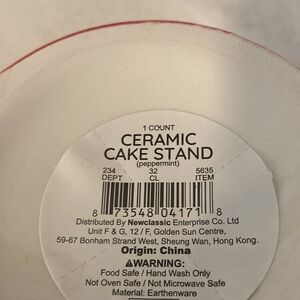 1 COUNT
CERAMIC
CAKE STAND
(peppermint)
234 32 5635
DEPT CL ITEM
8 73548 04171 8
Distributed By Newclassic Enterprise Co. Ltd
Unit F & G, 12 / F, Golden Sun Centre,
59-67 Bonham Strand West, Sheung Wan, Hong Kong.
Origin: China
⚠WARNING:
Food Safe / Hand Wash Only
Not Oven Safe / Not Microwave Safe
Material: Earthenware